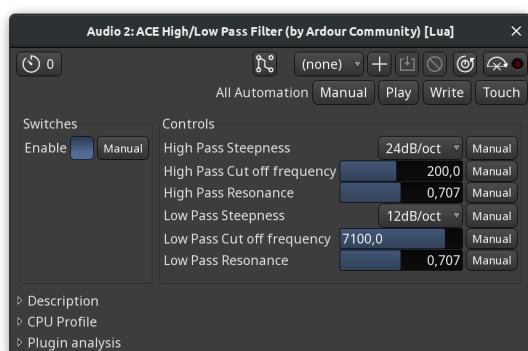 Audio 2: ACE High/Low Pass Filter (by Ardour Community) [Lua]
0 (none)
All Automation Manual Play Write Touch
Switches Controls
Enable Manual High Pass Steepness 24dB/oct Manual
High Pass Cut off frequency 200,0 Manual
High Pass Resonance 0,707 Manual
Low Pass Steepness 12dB/oct Manual
Low Pass Cut off frequency 7100,0 Manual
Low Pass Resonance 0,707 Manual
Description
CPU Profile
Plugin analysis